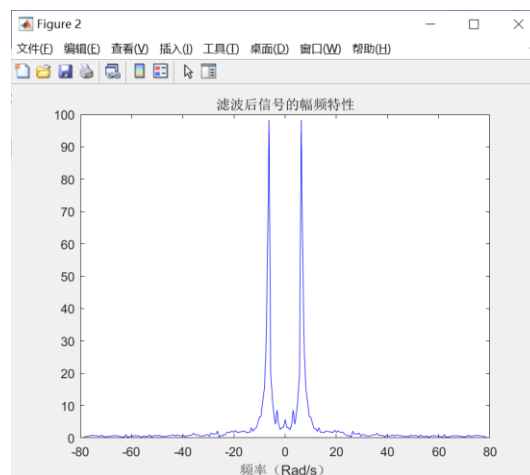 Figure 2
文件(F) 编辑(E) 查看(V) 插入(I) 工具(T) 桌面(D) 窗口(W) 帮助(H)
滤波后信号的幅频特性
100
90
80
70
60
50
40
30
20
10
0
-80 -60 -40 -20 0 20 40 60 80
频率（Rad/s）